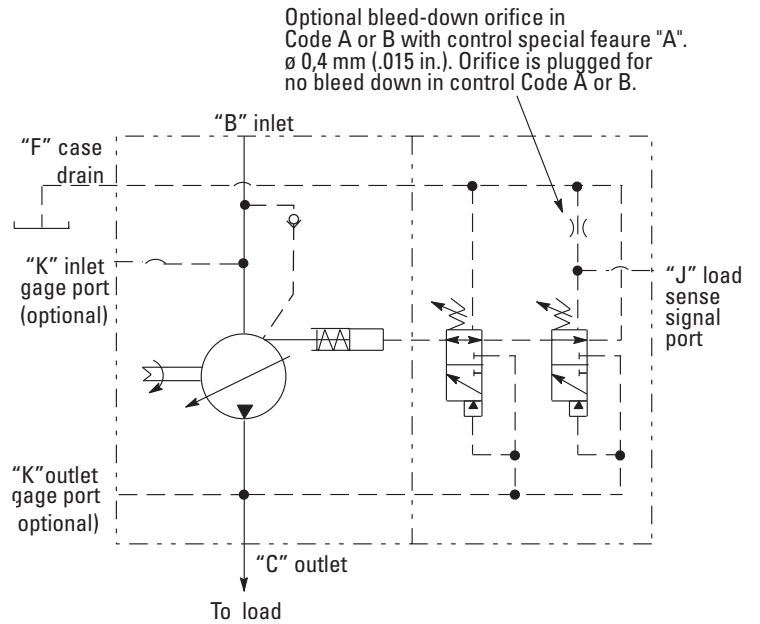 Optional bleed-down orifice in
Code A or B with control special feaure "A".
ø 0,4 mm (.015 in.). Orifice is plugged for
no bleed down in control Code A or B.
“B” inlet
“F” case
drain
“K” inlet
gage port
(optional)
“J” load
sense
signal
port
“K”outlet
gage port
optional)
“C” outlet
To load